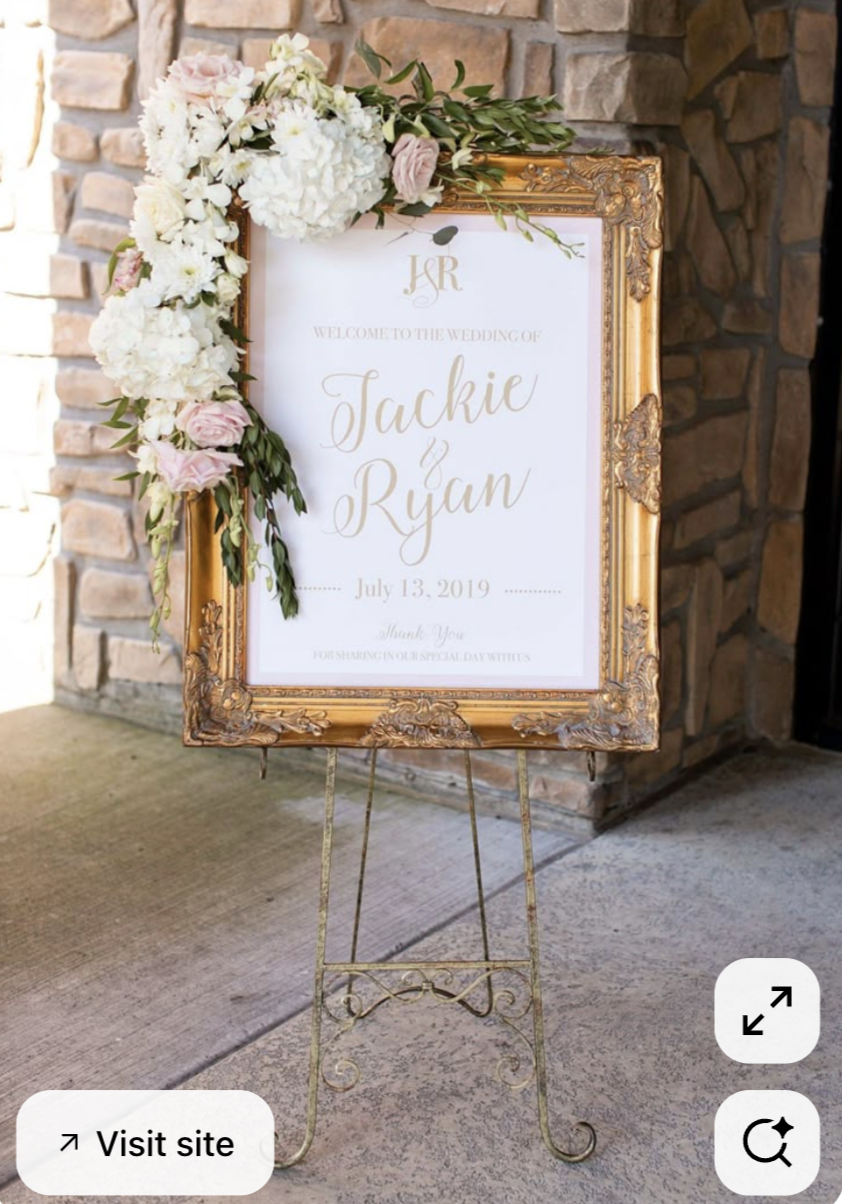 J&R
WELCOME TO THE WEDDING OF
Jackie
&
Ryan
July 13, 2019
Thank You
FOR SHARING IN OUR SPECIAL DAY WITH US
Visit site